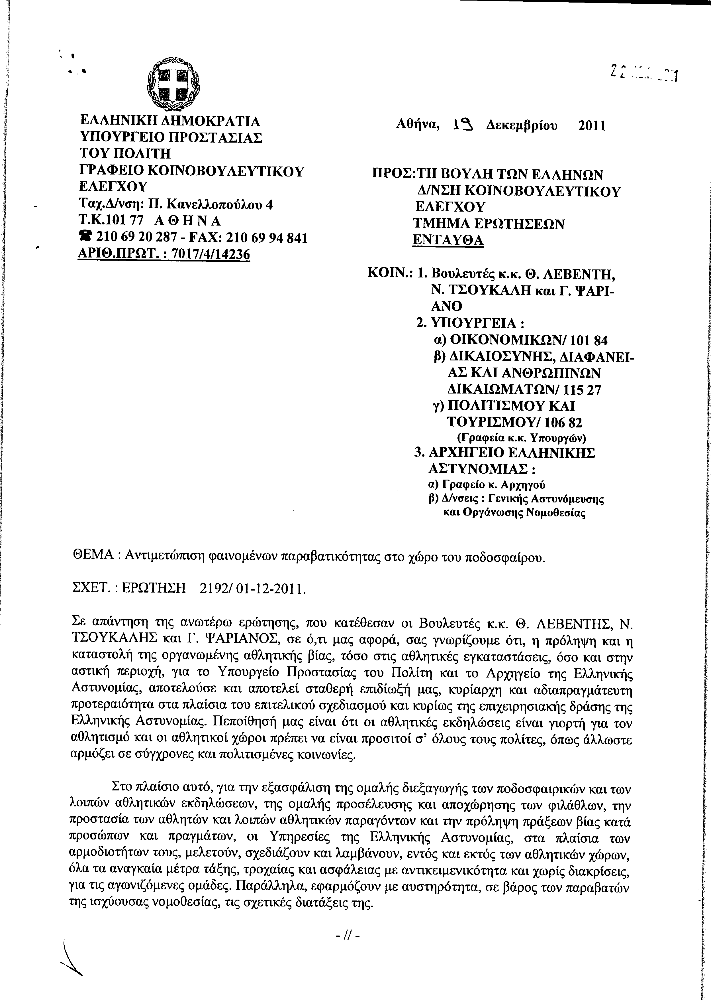 ΕΛΛΗΝΙΚΗ ΔΗΜΟΚΡΑΤΙΑ
ΥΠΟΥΡΓΕΙΟ ΠΡΟΣΤΑΣΙΑΣ
ΤΟΥ ΠΟΛΙΤΗ
ΓΡΑΦΕΙΟ ΚΟΙΝΟΒΟΥΛΕΥΤΙΚΟΥ
ΕΛΕΓΧΟΥ
Ταχ.Δ/νση: Π. Κανελλοπούλου 4
Τ.Κ.101 77 Α Θ Η Ν Α
☎ 210 69 20 287 - FAX: 210 69 94 841
ΑΡΙΘ.ΠΡΩΤ. : 7017/4/14236
Αθήνα, 19 Δεκεμβρίου 2011
ΠΡΟΣ:ΤΗ ΒΟΥΛΗ ΤΩΝ ΕΛΛΗΝΩΝ
Δ/ΝΣΗ ΚΟΙΝΟΒΟΥΛΕΥΤΙΚΟΥ
ΕΛΕΓΧΟΥ
ΤΜΗΜΑ ΕΡΩΤΗΣΕΩΝ
ΕΝΤΑΥΘΑ
ΚΟΙΝ.: 1. Βουλευτές κ.κ. Θ. ΛΕΒΕΝΤΗ,
Ν. ΤΣΟΥΚΑΛΗ και Γ. ΨΑΡΙ-
ΑΝΟ
2. ΥΠΟΥΡΓΕΙΑ :
α) ΟΙΚΟΝΟΜΙΚΩΝ/ 101 84
β) ΔΙΚΑΙΟΣΥΝΗΣ, ΔΙΑΦΑΝΕΙ-
ΑΣ ΚΑΙ ΑΝΘΡΩΠΙΝΩΝ
ΔΙΚΑΙΩΜΑΤΩΝ/ 115 27
γ) ΠΟΛΙΤΙΣΜΟΥ ΚΑΙ
ΤΟΥΡΙΣΜΟΥ/ 106 82
(Γραφεία κ.κ. Υπουργών)
3. ΑΡΧΗΓΕΙΟ ΕΛΛΗΝΙΚΗΣ
ΑΣΤΥΝΟΜΙΑΣ :
α) Γραφείο κ. Αρχηγού
β) Δ/νσεις : Γενικής Αστυνόμευσης
και Οργάνωσης Νομοθεσίας
ΘΕΜΑ : Αντιμετώπιση φαινομένων παραβατικότητας στο χώρο του ποδοσφαίρου.
ΣΧΕΤ. : ΕΡΩΤΗΣΗ 2192/ 01-12-2011.
Σε απάντηση της ανωτέρω ερώτησης, που κατέθεσαν οι Βουλευτές κ.κ. Θ. ΛΕΒΕΝΤΗΣ, Ν.
ΤΣΟΥΚΑΛΗΣ και Γ. ΨΑΡΙΑΝΟΣ, σε ό,τι μας αφορά, σας γνωρίζουμε ότι, η πρόληψη και η
καταστολή της οργανωμένης αθλητικής βίας, τόσο στις αθλητικές εγκαταστάσεις, όσο και στην
αστική περιοχή, για το Υπουργείο Προστασίας του Πολίτη και το Αρχηγείο της Ελληνικής
Αστυνομίας, αποτελούσε και αποτελεί σταθερή επιδίωξή μας, κυρίαρχη και αδιαπραγμάτευτη
προτεραιότητα στα πλαίσια του επιτελικού σχεδιασμού και κυρίως της επιχειρησιακής δράσης της
Ελληνικής Αστυνομίας. Πεποίθησή μας είναι ότι οι αθλητικές εκδηλώσεις είναι γιορτή για τον
αθλητισμό και οι αθλητικοί χώροι πρέπει να είναι προσιτοί σ’ όλους τους πολίτες, όπως άλλωστε
αρμόζει σε σύγχρονες και πολιτισμένες κοινωνίες.
Στο πλαίσιο αυτό, για την εξασφάλιση της ομαλής διεξαγωγής των ποδοσφαιρικών και των
λοιπών αθλητικών εκδηλώσεων, της ομαλής προσέλευσης και αποχώρησης των φιλάθλων, την
προστασία των αθλητών και λοιπών αθλητικών παραγόντων και την πρόληψη πράξεων βίας κατά
προσώπων και πραγμάτων, οι Υπηρεσίες της Ελληνικής Αστυνομίας, στα πλαίσια των
αρμοδιοτήτων τους, μελετούν, σχεδιάζουν και λαμβάνουν, εντός και εκτός των αθλητικών χώρων,
όλα τα αναγκαία μέτρα τάξης, τροχαίας και ασφάλειας με αντικειμενικότητα και χωρίς διακρίσεις,
για τις αγωνιζόμενες ομάδες. Παράλληλα, εφαρμόζουν με αυστηρότητα, σε βάρος των παραβατών
της ισχύουσας νομοθεσίας, τις σχετικές διατάξεις της.
- // -